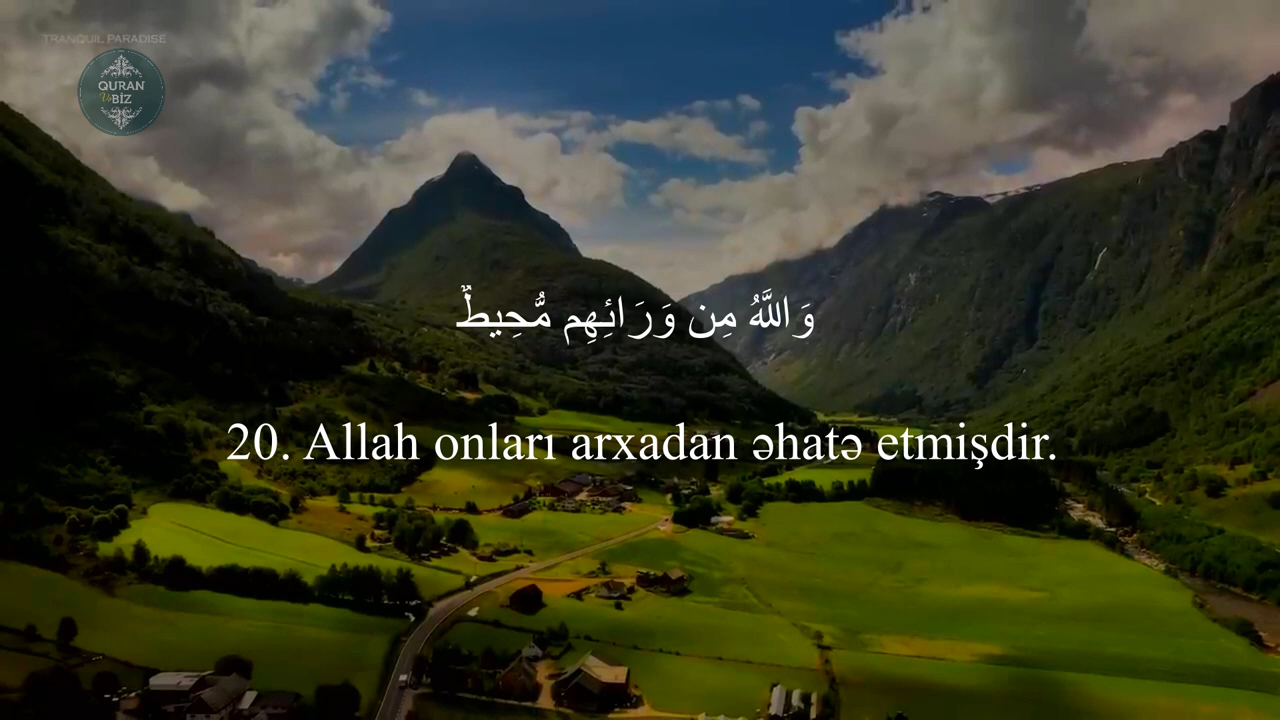 TRANQUIL PARADISE
QURAN
Və BİZ
وَاللَّهُ مِن وَرَائِهِم مُّحِيطٌ
20. Allah onları arxadan əhatə etmişdir.